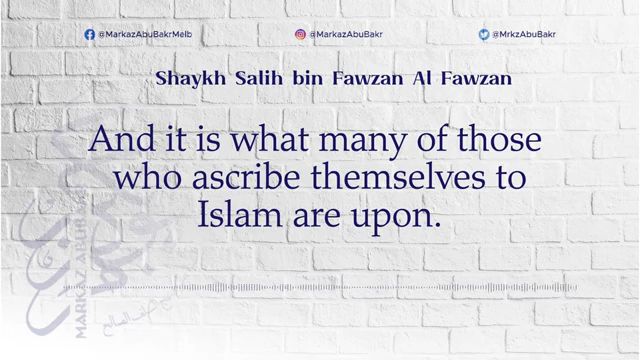 @MarkazAbuBakrMelb
@MarkazAbuBakr
@MrkzAbuBakr
Shaykh Salih bin Fawzan Al Fawzan
And it is what many of those
who ascribe themselves to
Islam are upon.